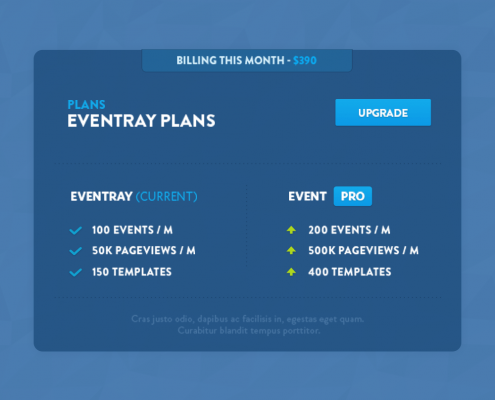 BILLING THIS MONTH - $390
PLANS
EVENTRAY PLANS
UPGRADE
EVENTRAY (CURRENT)
100 EVENTS / M
50K PAGEVIEWS / M
150 TEMPLATES
EVENT PRO
200 EVENTS / M
500K PAGEVIEWS / M
400 TEMPLATES
Cras justo odio, dapibus ac facilisis in, egestas eget quam.
Curabitur blandit tempus porttitor.